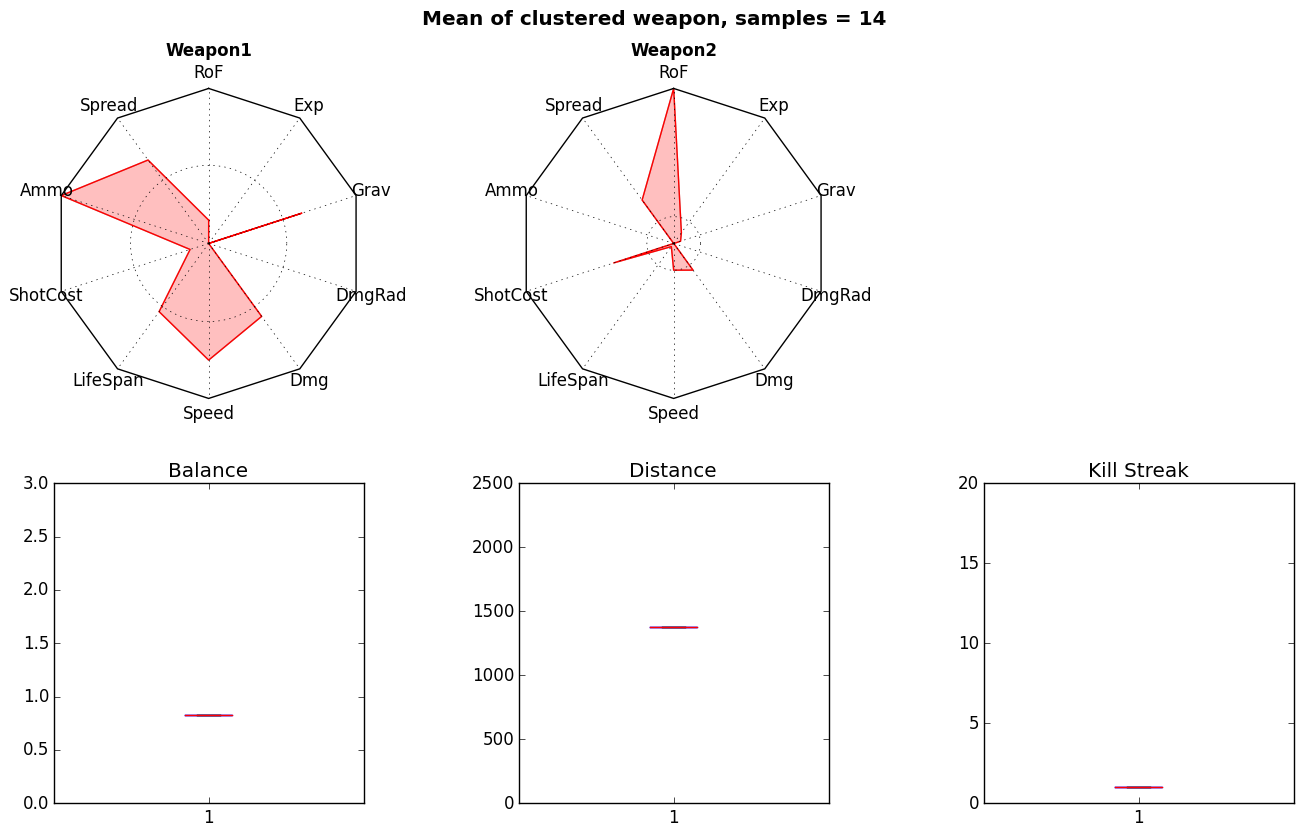 Mean of clustered weapon, samples = 14
Weapon1
RoF
Exp
Grav
DmgRad
Dmg
Speed
LifeSpan
ShotCost
Ammo
Spread
Weapon2
RoF
Exp
Grav
DmgRad
Dmg
Speed
LifeSpan
ShotCost
Ammo
Spread
Balance
3.0
2.5
2.0
1.5
1.0
0.5
0.0
1
Distance
2500
2000
1500
1000
500
0
1
Kill Streak
20
15
10
5
0
1